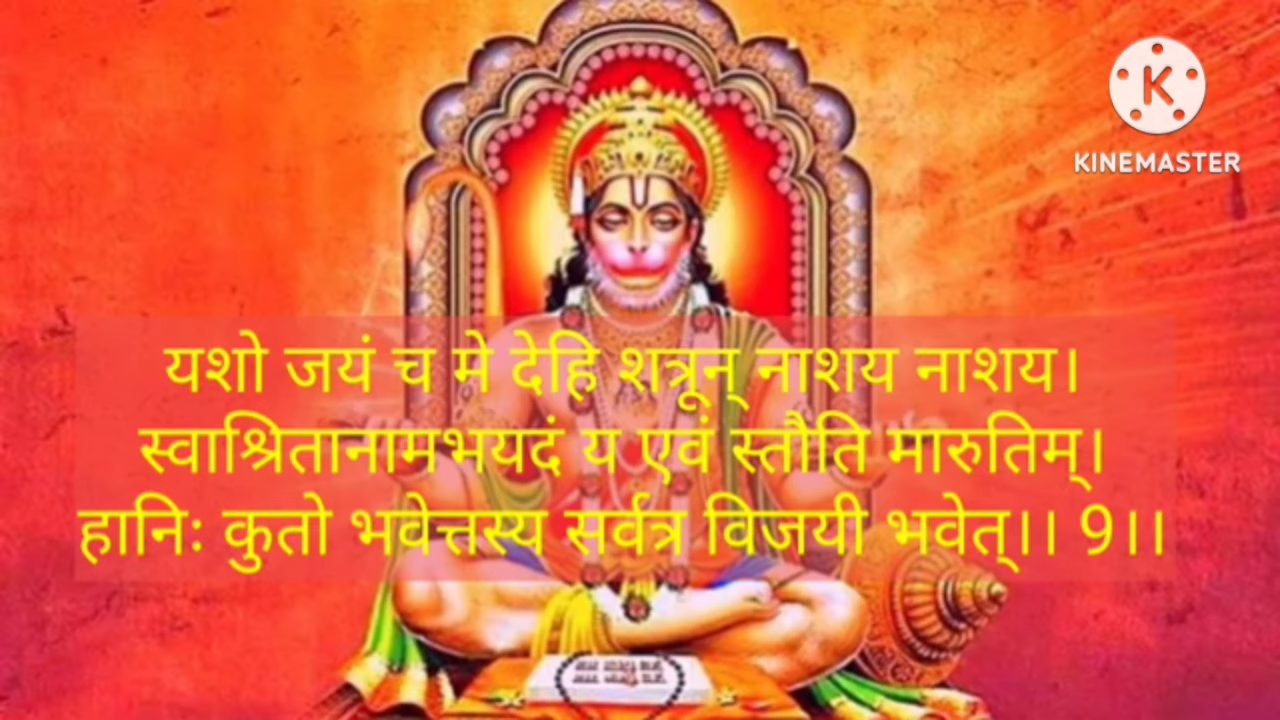 KINEMASTER
यशो जयं च मे देहि शत्रून् नाशय नाशय।
स्वाश्रितानामभयदं य एवं स्तौति मारुतिम्।
हानिः कुतो भवेत्तस्य सर्वत्र विजयी भवेत्।। 9।।